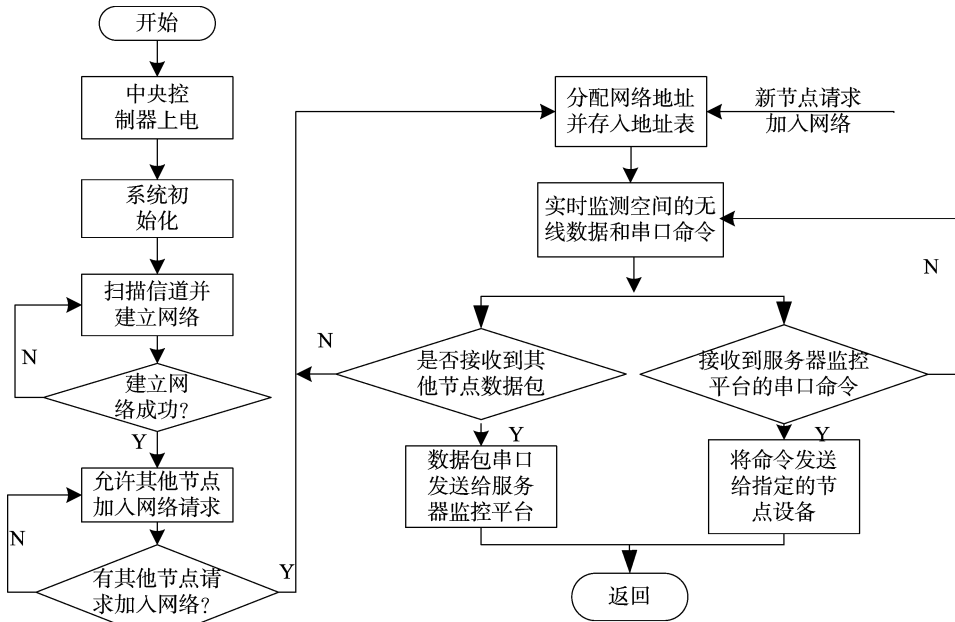 开始
中央控
制器上电
系统初
始化
扫描信道并
建立网络
N
建立网
络成功?
Y
允许其他节点
加入网络请求
N
有其他节点请
求加入网络?
Y
分配网络地址
并存入地址表
新节点请求
加入网络
实时监测空间的无
线数据和串口命令
N
是否接收到其
他节点数据包
N
接收到服务器监控
平台的串口命令
Y
数据包串口
发送给服务
器监控平台
Y
将命令发送
给指定的节
点设备
返回